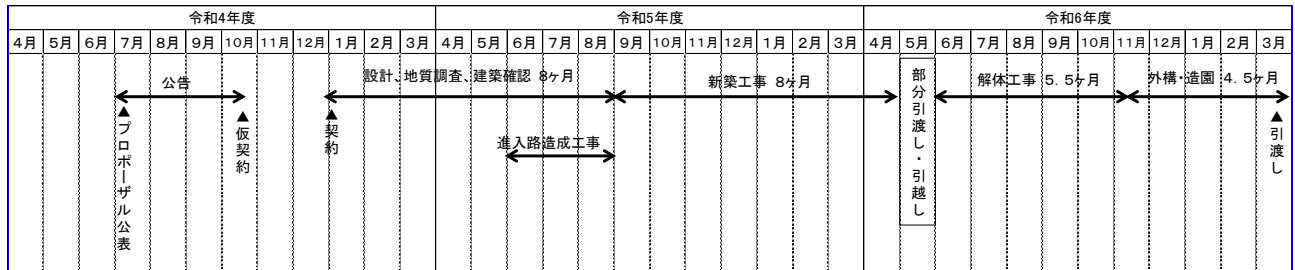 令和4年度 令和5年度 令和6年度
4月 5月 6月 7月 8月 9月 10月 11月 12月 1月 2月 3月 4月 5月 6月 7月 8月 9月 10月 11月 12月 1月 2月 3月 4月 5月 6月 7月 8月 9月 10月 11月 12月 1月 2月 3月
公告
設計、地質調査、建築確認 8ヶ月
新築工事 8ヶ月
部分引渡し・引越し
解体工事 5.5ヶ月
外構・造園 4.5ヶ月
▲プロポーザル公表
▲仮契約
▲契約
進入路造成工事
▲引渡し